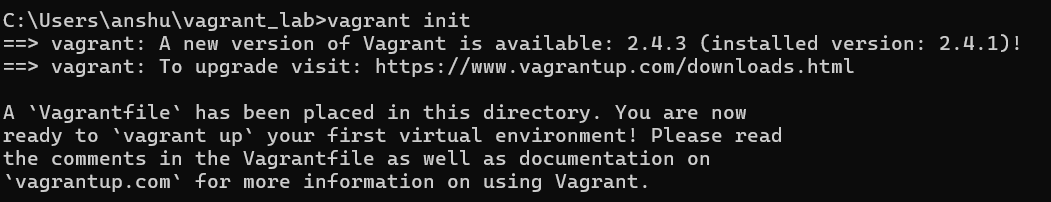 C:\Users\anshu\vagrant_lab>vagrant init
==> vagrant: A new version of Vagrant is available: 2.4.3 (installed version: 2.4.1)!
==> vagrant: To upgrade visit: https://www.vagrantup.com/downloads.html
A `Vagrantfile` has been placed in this directory. You are now
ready to `vagrant up` your first virtual environment! Please read
the comments in the Vagrantfile as well as documentation on
`vagrantup.com` for more information on using Vagrant.